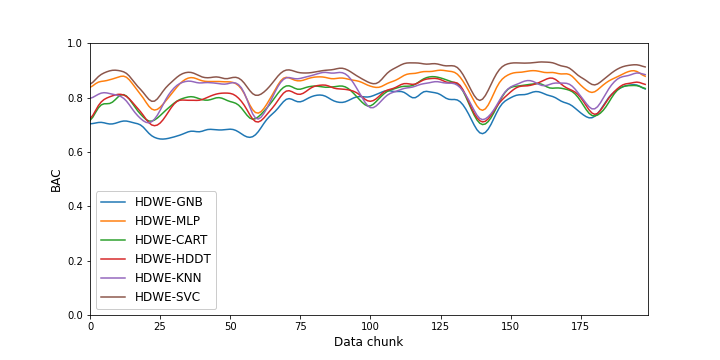 1.0
0.8
0.6
0.4
0.2
0.0
BAC
HDWE-GNB
HDWE-MLP
HDWE-CART
HDWE-HDDT
HDWE-KNN
HDWE-SVC
0 25 50 75 100 125 150 175
Data chunk